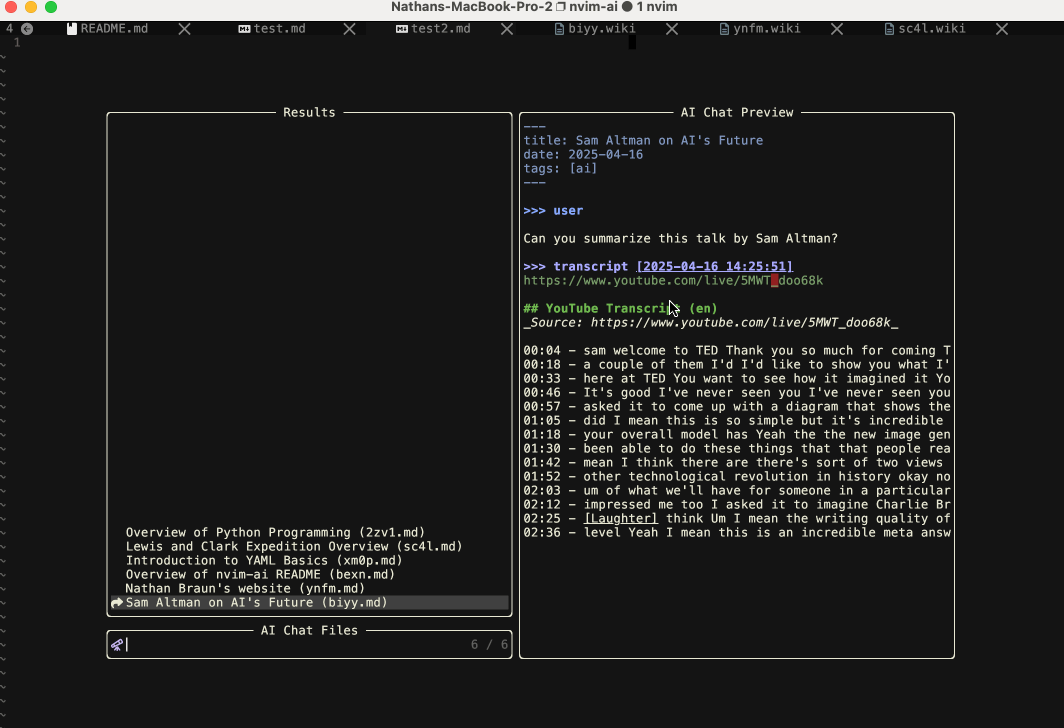 Nathans-MacBook-Pro-2 nvim-ai ● 1 nvim
4 README.md test.md test2.md biyy.wiki ynfm.wiki sc4l.wiki
1
Results
Overview of Python Programming (2zv1.md)
Lewis and Clark Expedition Overview (sc4l.md)
Introduction to YAML Basics (xm0p.md)
Overview of nvim-ai README (bexn.md)
Nathan Braun's website (ynfm.md)
Sam Altman on AI's Future (biyy.md)
AI Chat Files
6 / 6
AI Chat Preview
---
title: Sam Altman on AI's Future
date: 2025-04-16
tags: [ai]
---
>>> user
Can you summarize this talk by Sam Altman?
>>> transcript [2025-04-16 14:25:51]
https://www.youtube.com/live/5MWT_doo68k
## YouTube Transcript (en)
_Source: https://www.youtube.com/live/5MWT_doo68k_
00:04 - sam welcome to TED Thank you so much for coming T
00:18 - a couple of them I'd I'd like to show you what I'
00:33 - here at TED You want to see how it imagined it Yo
00:46 - It's good I've never seen you I've never seen you
00:57 - asked it to come up with a diagram that shows the
01:05 - did I mean this is so simple but it's incredible
01:18 - your overall model has Yeah the the new image gen
01:30 - been able to do these things that that people rea
01:42 - mean I think there are there's sort of two views
01:52 - other technological revolution in history okay no
02:03 - um of what we'll have for someone in a particular
02:12 - impressed me too I asked it to imagine Charlie Br
02:25 - [Laughter] think Um I mean the writing quality of
02:36 - level Yeah I mean this is an incredible meta answ